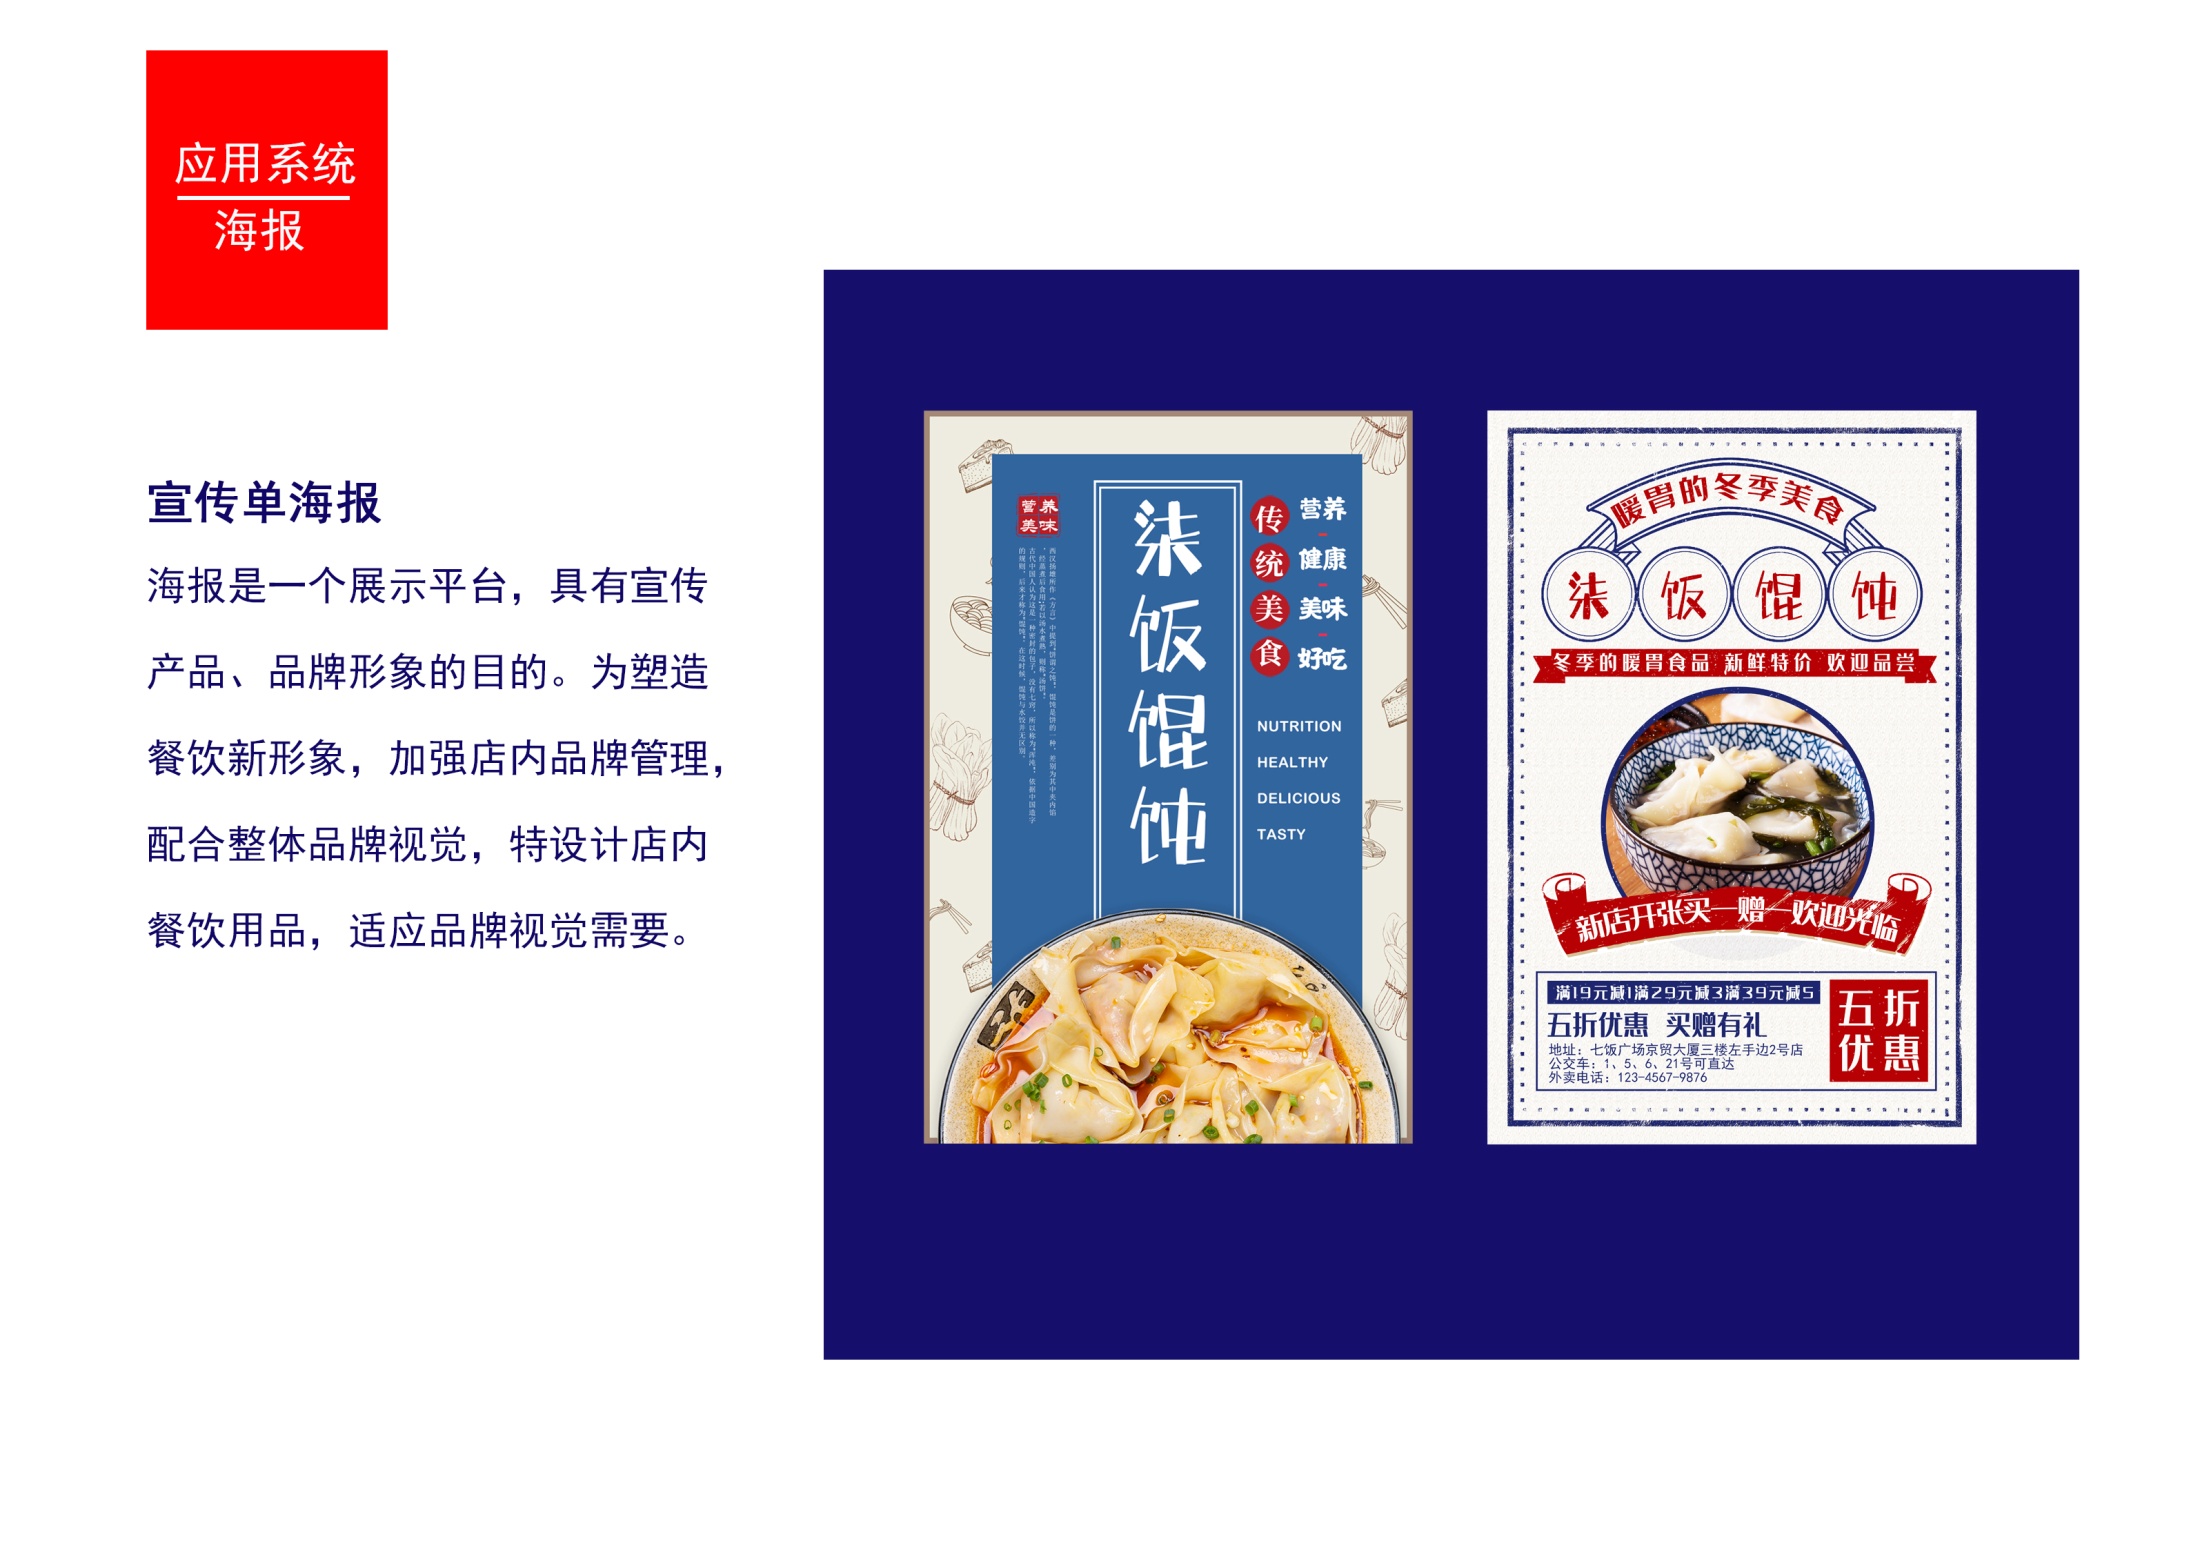 应用系统
海报
宣传单海报
海报是一个展示平台，具有宣传
产品、品牌形象的目的。为塑造
餐饮新形象，加强店内品牌管理，
配合整体品牌视觉，特设计店内
餐饮用品，适应品牌视觉需要。
营养
美味
柒饭馄饨
传统美食
营养
健康
美味
好吃
NUTRITION
HEALTHY
DELICIOUS
TASTY
暖胃的冬季美食
柒饭馄饨
冬季的暖胃食品 新鲜特价 欢迎品尝
新店开张买一赠一欢迎光临
满19元减1满29元减3满39元减5
五折优惠 买赠有礼
地址：七饭广场京贸大厦三楼左手边2号店
公交车：1、5、6、21号可直达
外卖电话：123-4567-9876
五折
优惠